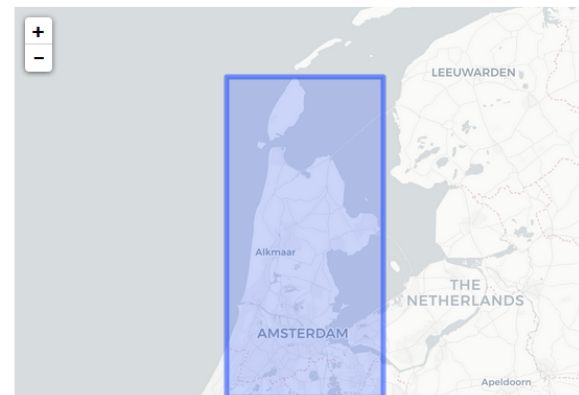 +
−
LEEUWARDEN
Alkmaar
THE
NETHERLANDS
AMSTERDAM
Apeldoorn